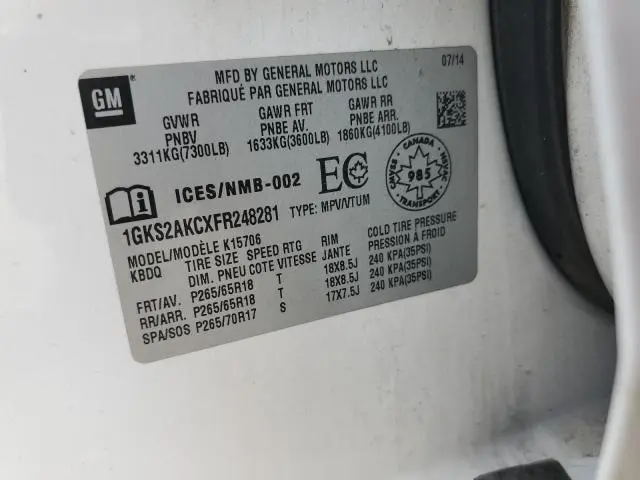 GM
MFD BY GENERAL MOTORS LLC 07/14
FABRIQUÉ PAR GENERAL MOTORS LLC
GVWR GAWR FRT GAWR RR
PNBV PNBE AV. PNBE ARR.
3311KG(7300LB) 1633KG(3600LB) 1860KG(4100LB)
ICES/NMB-002 EC CANADA 985 TRANSPORT CMVSS NSVAC
1GKS2AKCXFR248281 TYPE: MPV/VTUM
MODEL/MODÈLE K15706
KBDQ TIRE SIZE SPEED RTG RIM COLD TIRE PRESSURE
DIM. PNEU COTE VITESSE JANTE PRESSION À FROID
FRT/AV. P265/65R18 T 18X8.5J 240 KPA(35PSI)
RR/ARR. P265/65R18 T 18X8.5J 240 KPA(35PSI)
SPA/SOS P265/70R17 S 17X7.5J 240 KPA(35PSI)